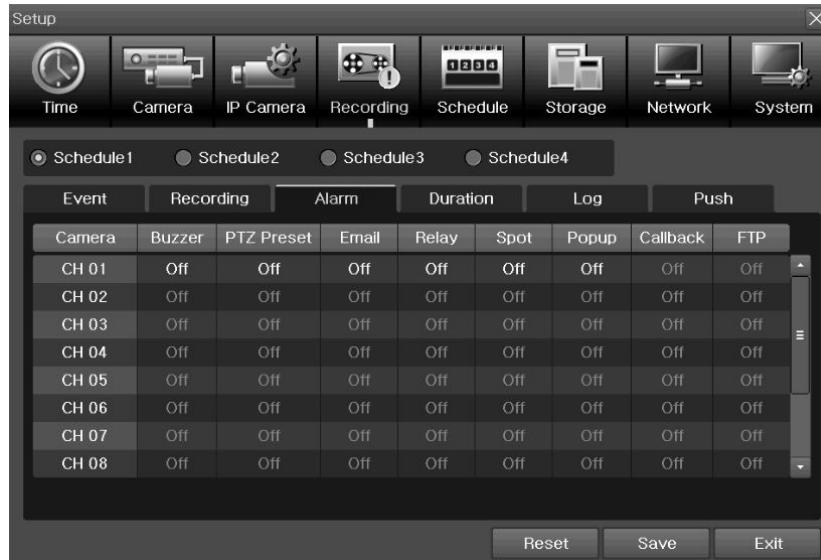 Setup
Time Camera IP Camera Recording Schedule Storage Network System
Schedule1 Schedule2 Schedule3 Schedule4
Event Recording Alarm Duration Log Push
Camera Buzzer PTZ Preset Email Relay Spot Popup Callback FTP
CH 01 Off Off Off Off Off Off Off Off
CH 02 Off Off Off Off Off Off Off Off
CH 03 Off Off Off Off Off Off Off Off
CH 04 Off Off Off Off Off Off Off Off
CH 05 Off Off Off Off Off Off Off Off
CH 06 Off Off Off Off Off Off Off Off
CH 07 Off Off Off Off Off Off Off Off
CH 08 Off Off Off Off Off Off Off Off
Reset Save Exit